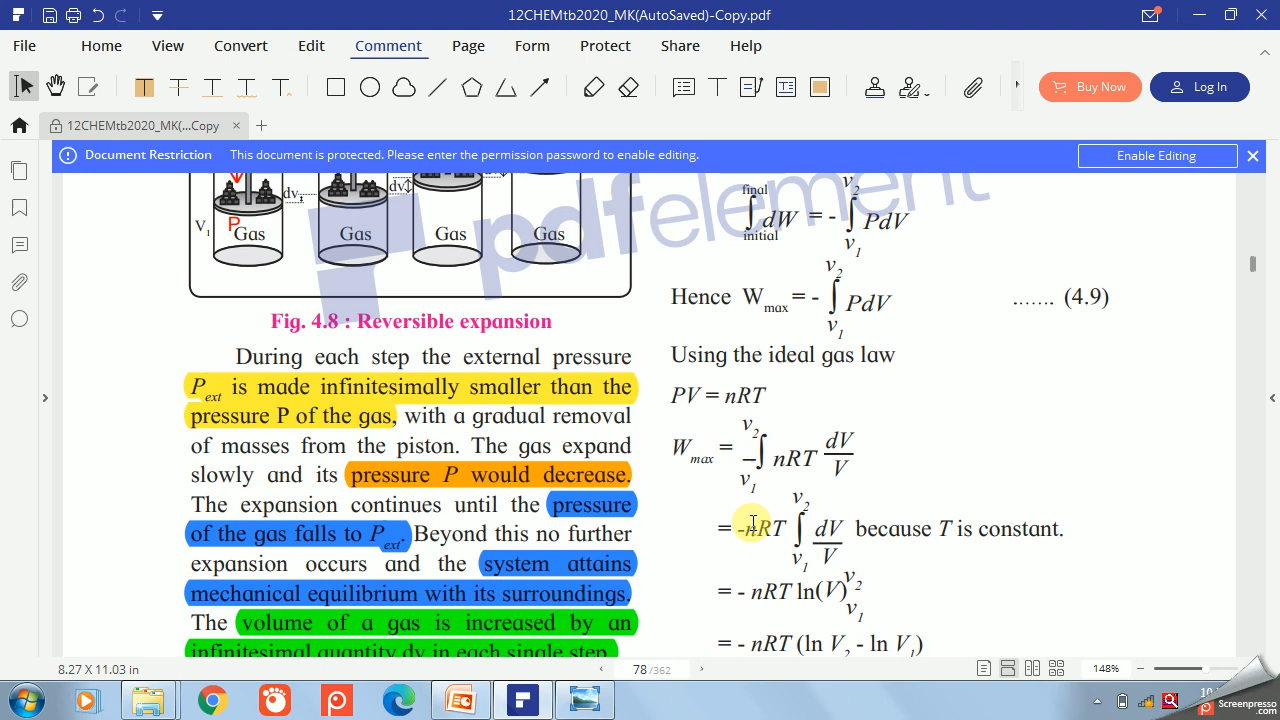 12CHEMtb2020_MK(AutoSaved)-Copy.pdf
File Home View Convert Edit Comment Page Form Protect Share Help
Buy Now Log In
12CHEMtb2020_MK(...Copy
Document Restriction This document is protected. Please enter the permission password to enable editing. Enable Editing
pdfelement
dv dv
V1 P Gas Gas Gas Gas
Fig. 4.8 : Reversible expansion
During each step the external pressure
Pext is made infinitesimally smaller than the
pressure P of the gas, with a gradual removal
of masses from the piston. The gas expand
slowly and its pressure P would decrease.
The expansion continues until the pressure
of the gas falls to Pext. Beyond this no further
expansion occurs and the system attains
mechanical equilibrium with its surroundings.
The volume of a gas is increased by an
infinitesimal quantity dv in each single step.
final∫initial dW = - v2∫v1 PdV
Hence Wmax = - v2∫v1 PdV ...... (4.9)
Using the ideal gas law
PV = nRT
Wmax = v2–∫v1 nRT dV/V
= -nRT v2∫v1 dV/V because T is constant.
= - nRT ln(V)v2v1
= - nRT (ln V2 - ln V1)
8.27 X 11.03 in 78 /362 148%
Screenpresso
.com